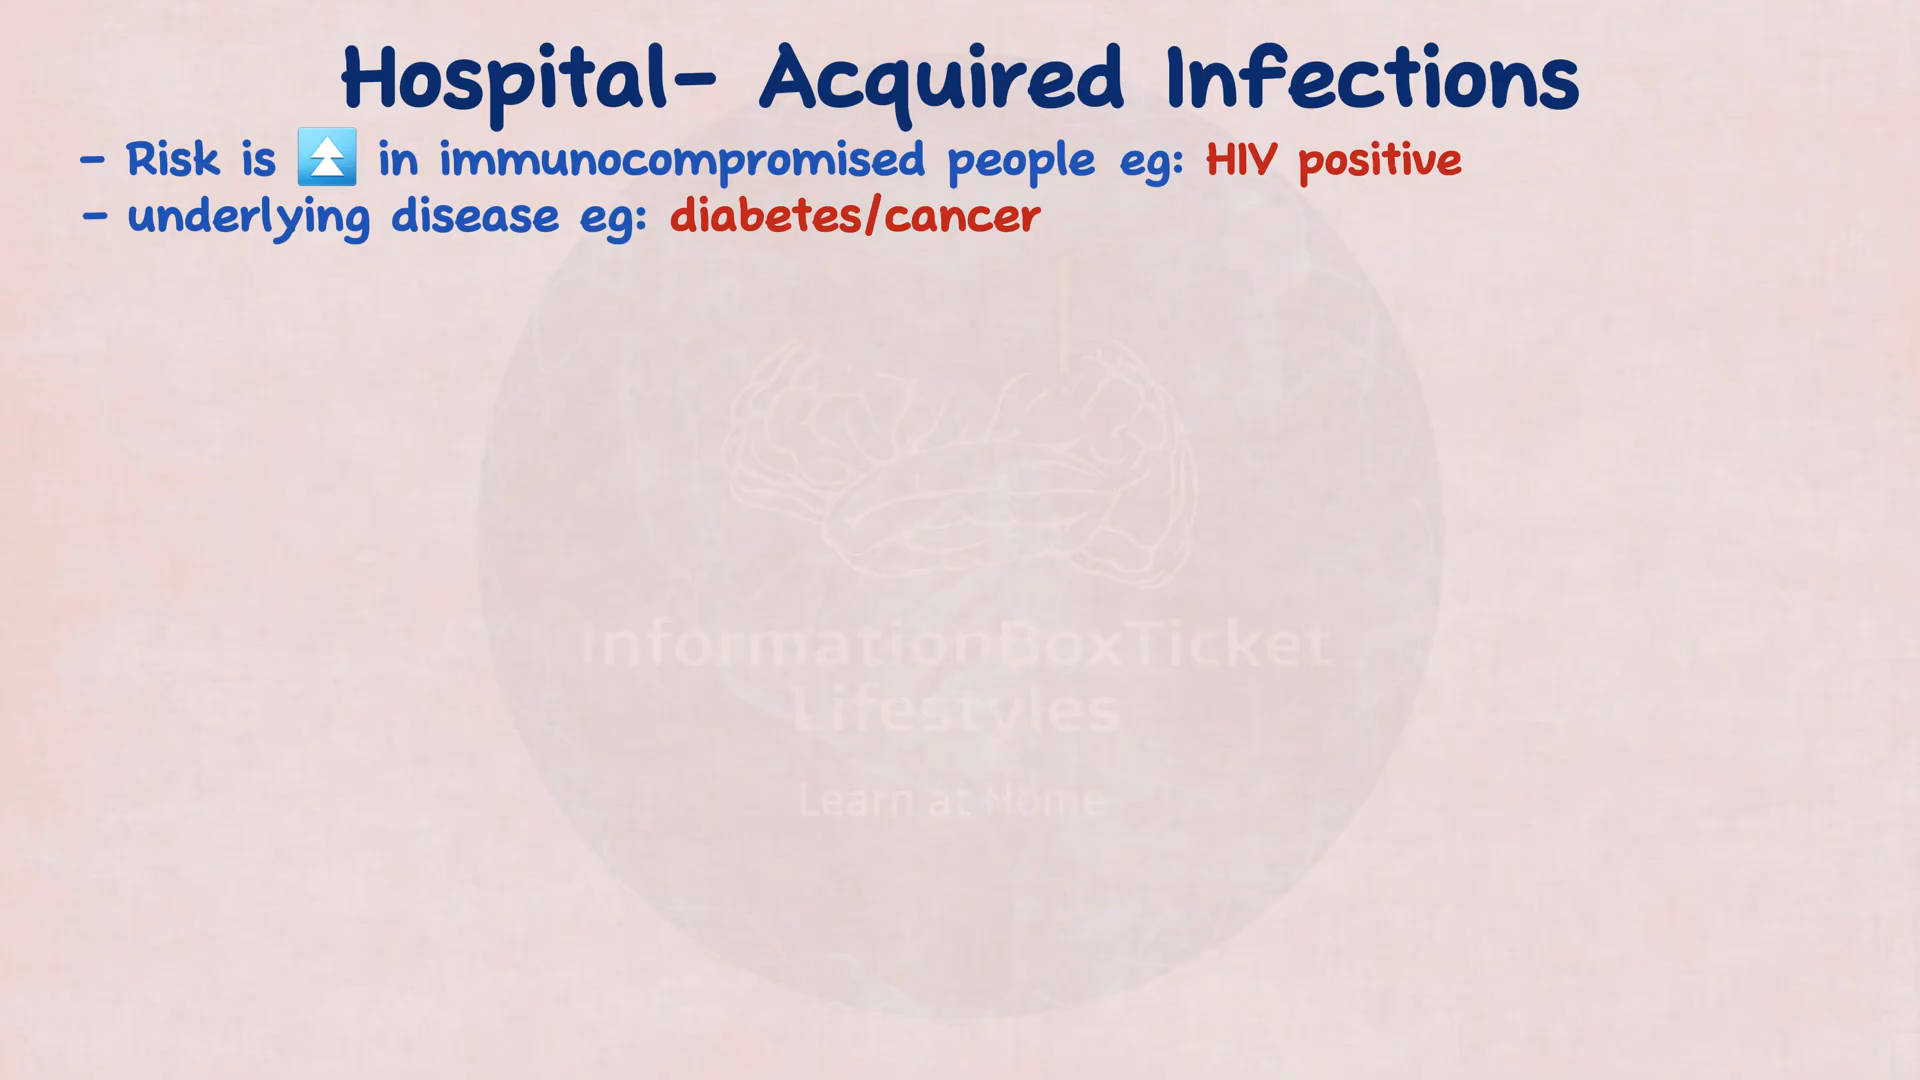 Hospital- Acquired Infections
- Risk is ⏫ in immunocompromised people eg: HIV positive
- underlying disease eg: diabetes/cancer
InformationBoxTicket
Lifestyles
Learn at Home